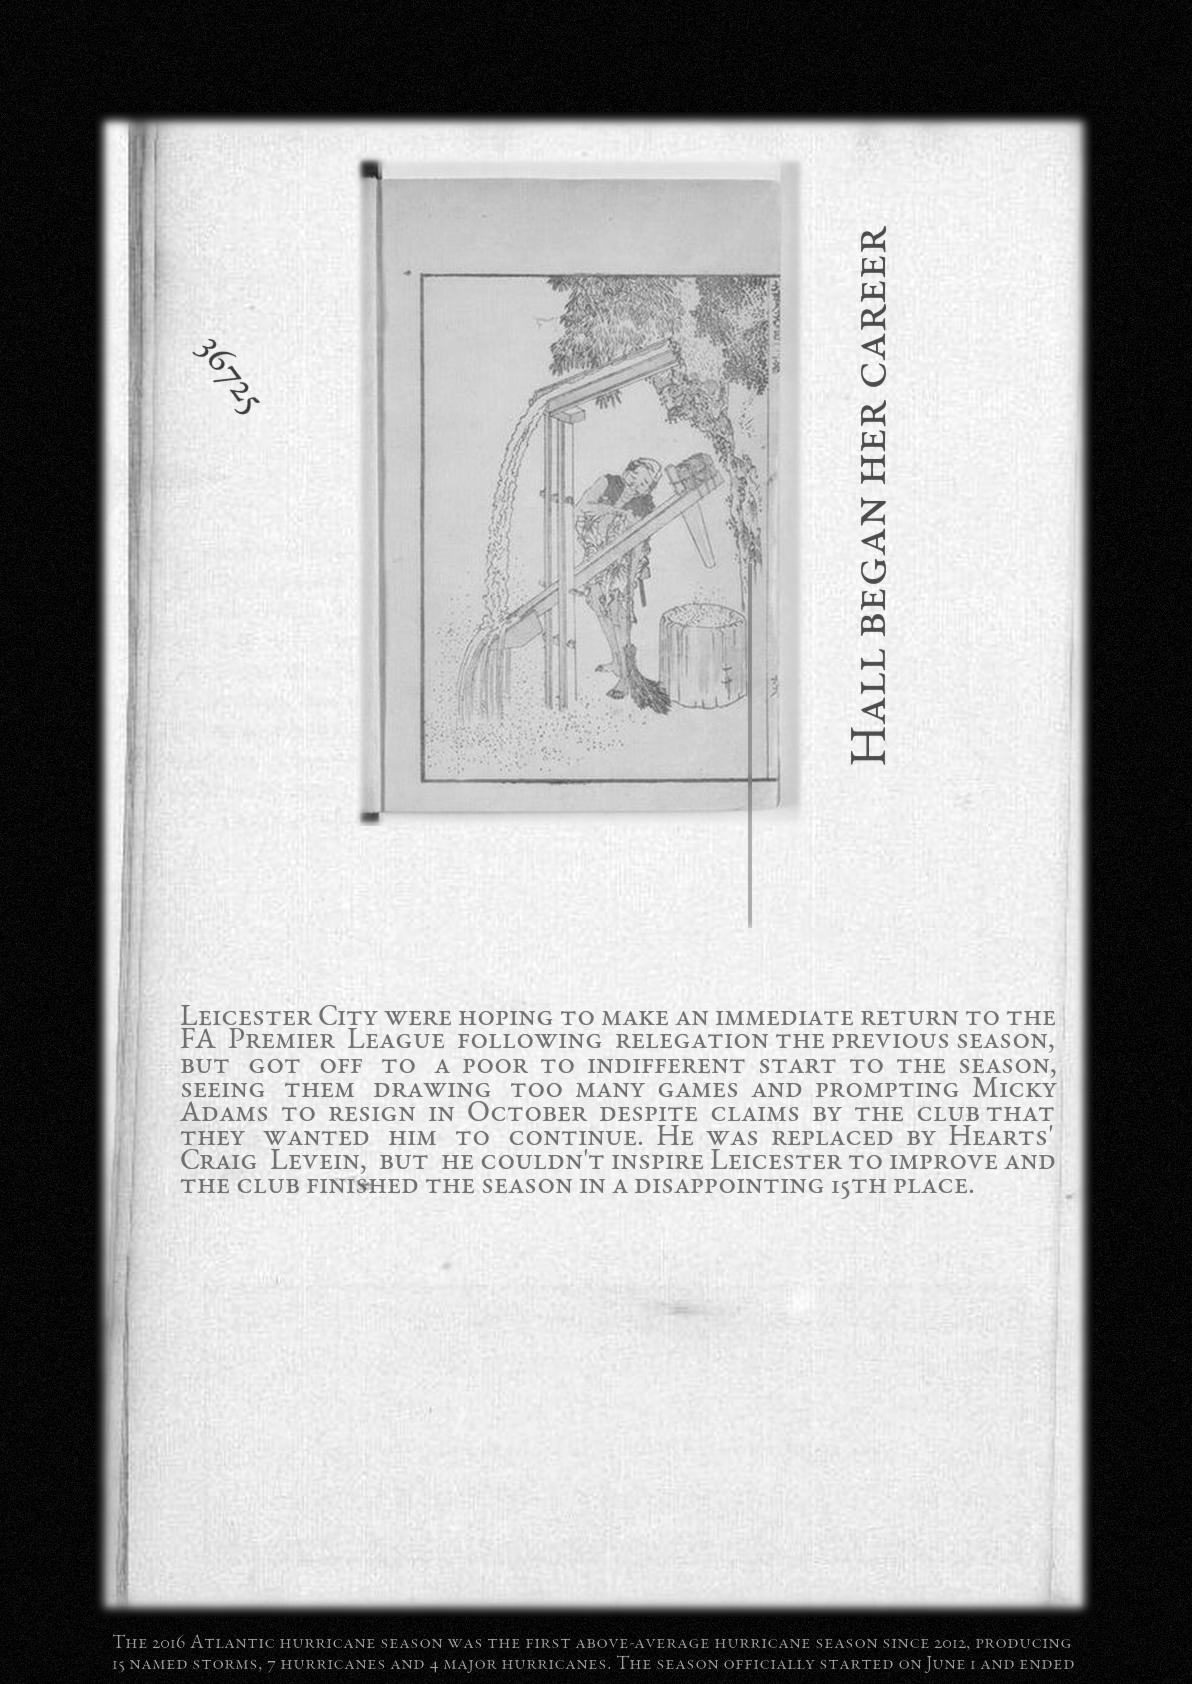 36725
Hall began her career
Leicester City were hoping to make an immediate return to the
FA Premier League following relegation the previous season,
but got off to a poor to indifferent start to the season,
seeing them drawing too many games and prompting Micky
Adams to resign in October despite claims by the club that
they wanted him to continue. He was replaced by Hearts'
Craig Levein, but he couldn't inspire Leicester to improve and
the club finished the season in a disappointing 15th place.
The 2016 Atlantic hurricane season was the first above-average hurricane season since 2012, producing
15 named storms, 7 hurricanes and 4 major hurricanes. The season officially started on June 1 and ended